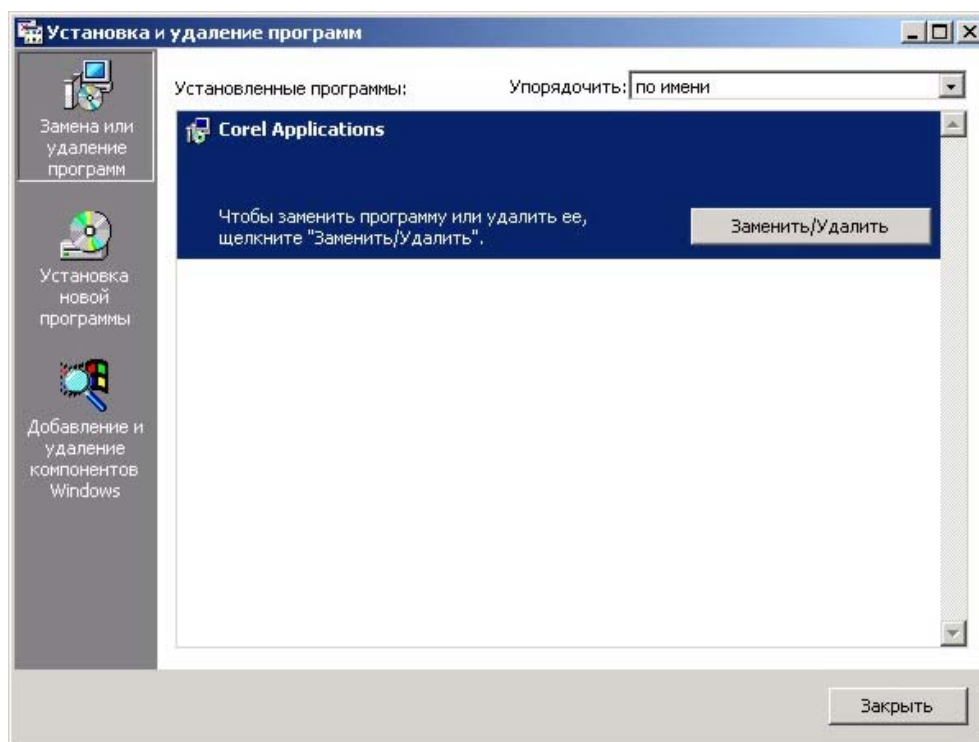 Установка и удаление программ
Замена или
удаление
программ
Установка
новой
программы
Добавление и
удаление
компонентов
Windows
Установленные программы:
Упорядочить: по имени
Corel Applications
Чтобы заменить программу или удалить ее,
щелкните "Заменить/Удалить".
Заменить/Удалить
Закрыть